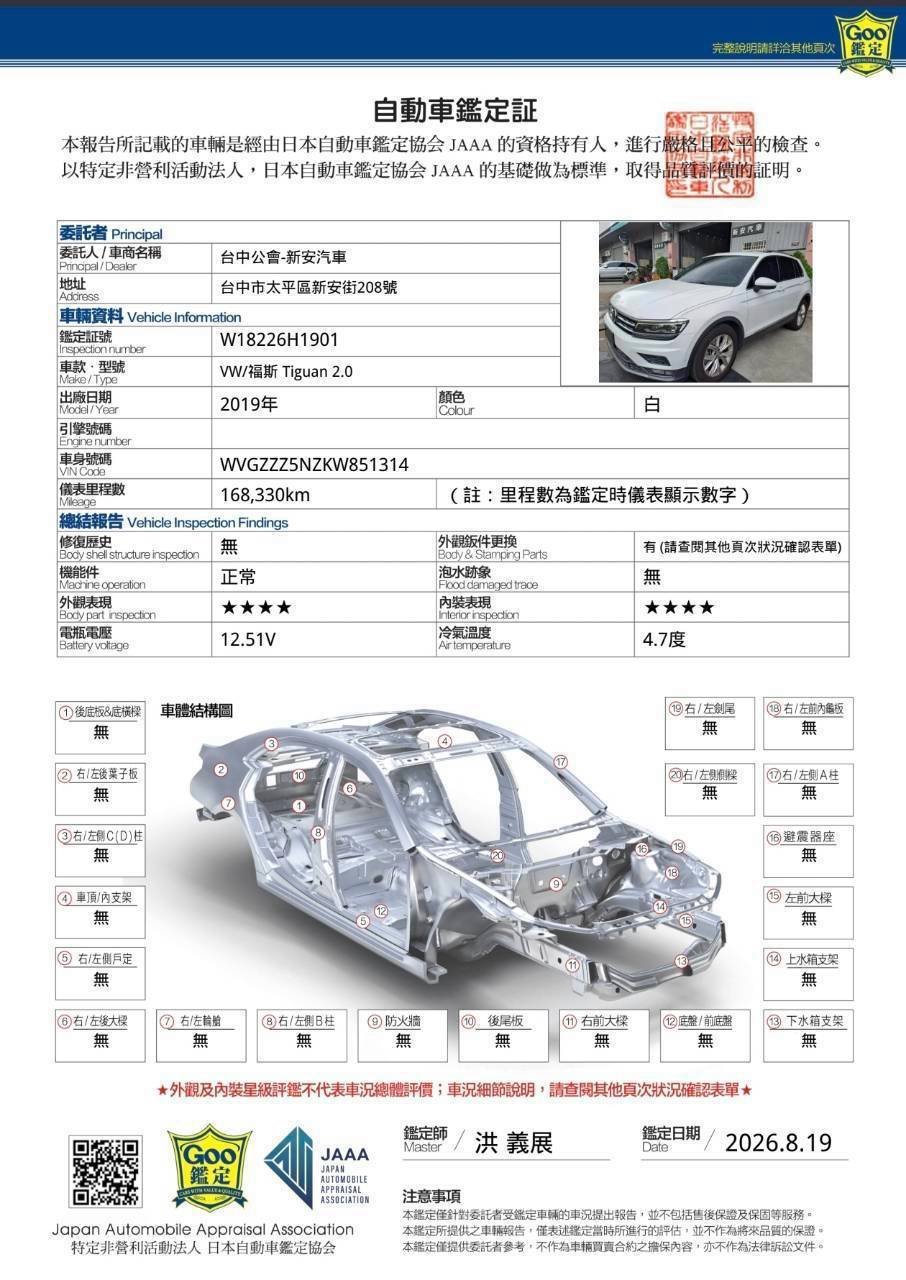 完整說明請詳洽其他頁次
Goo
鑑定
自動車鑑定証
本報告所記載的車輛是經由日本自動車鑑定協会 JAAA 的資格持有人，進行嚴格且公平的檢查。
以特定非營利活動法人，日本自動車鑑定協会 JAAA 的基礎做為標準，取得品質評價的証明。
委託者 Principal
委託人 / 車商名稱
Principal / Dealer
台中公會-新安汽車
地址
Address
台中市太平區新安街208號
車輛資料 Vehicle Information
鑑定証號
Inspection number
W18226H1901
車款．型號
Make / Type
VW/福斯 Tiguan 2.0
出廠日期
Model / Year
2019年
顏色
Colour
白
引擎號碼
Engine number
車身號碼
VIN Code
WVGZZZ5NZKW851314
儀表里程數
Mileage
168,330km
（註：里程數為鑑定時儀表顯示數字）
總結報告 Vehicle Inspection Findings
修復歷史
Body shell structure inspection
無
外觀鈑件更換
Body & Stamping Parts
有 (請查閱其他頁次狀況確認表單)
機能件
Machine operation
正常
泡水跡象
Flood damaged trace
無
外觀表現
Body part inspection
★★★★
內裝表現
Interior inspection
★★★★
電瓶電壓
Battery voltage
12.51V
冷氣溫度
Air temperature
4.7度
車體結構圖
①後底板&底橫樑
無
②右/左後葉子板
無
③右/左側C(D)柱
無
④車頂/內支架
無
⑤右/左側戶定
無
⑥右/左後大樑
無
⑦右/左輪艙
無
⑧右/左側B柱
無
⑨防火牆
無
⑩後尾板
無
⑪右前大樑
無
⑫底盤/前底盤
無
⑬下水箱支架
無
⑭上水箱支架
無
⑮左前大樑
無
⑯避震器座
無
⑰右/左側A柱
無
⑱右/左前內龜板
無
⑲右/左劍尾
無
⑳右/左側側樑
無
★外觀及內裝星級評鑑不代表車況總體評價；車況細節說明，請查閱其他頁次狀況確認表單★
Goo
鑑定
JAAA
JAPAN
AUTOMOBILE
APPRAISAL
ASSOCIATION
Japan Automobile Appraisal Association
特定非營利活動法人 日本自動車鑑定協会
鑑定師
Master
洪 義展
鑑定日期
Date
2026.8.19
注意事項
本鑑定僅針對委託者受鑑定車輛的車況提出報告，並不包括售後保證及保固等服務。
本鑑定所提供之車輛報告，僅表述鑑定當時所進行的評估，並不作為將來品質的保證。
本鑑定僅提供委託者參考，不作為車輛買賣合約之擔保內容，亦不作為法律訴訟文件。